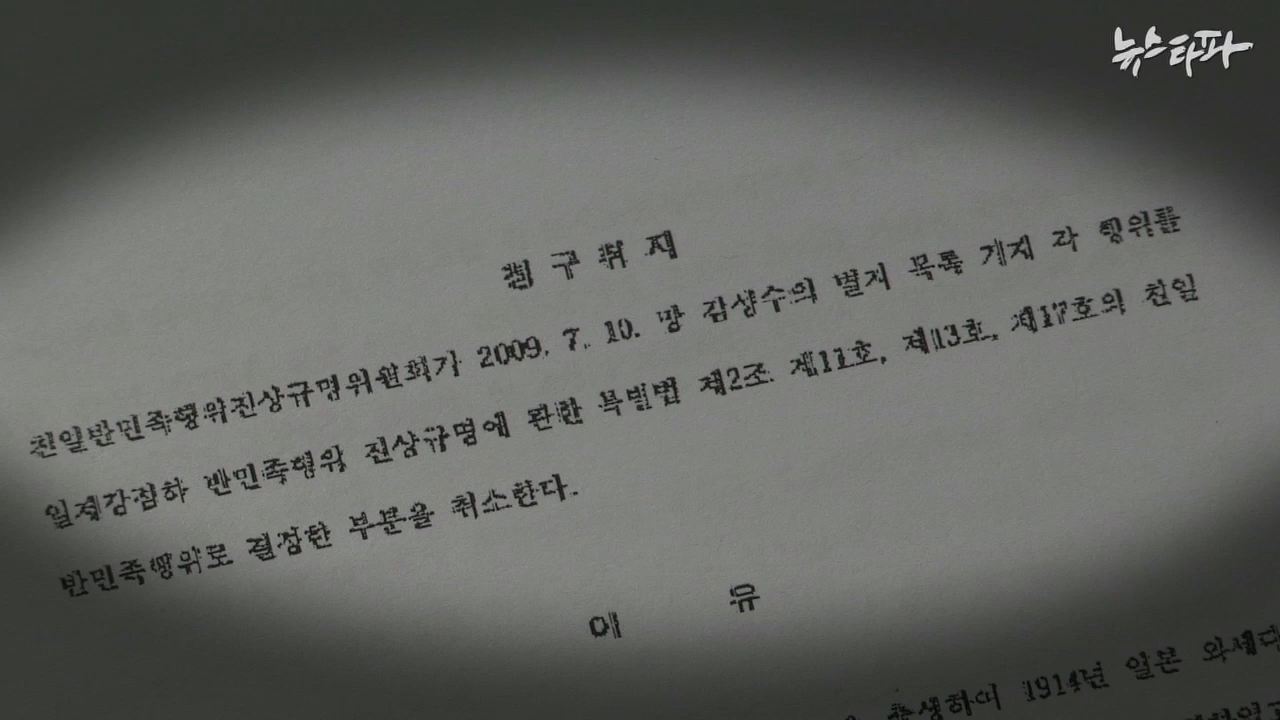 뉴스타파
청 구 취 지
친일반민족행위진상규명위원회가 2009. 7. 10. 망 김성수의 별지 목록 기재 각 행위를
일제강점하 반민족행위 진상규명에 관한 특별법 제2조 제11호, 제13호, 제17호의 친일
반민족행위로 결정한 부분을 취소한다.
이 유
출생하여 1914년 일본 와세다